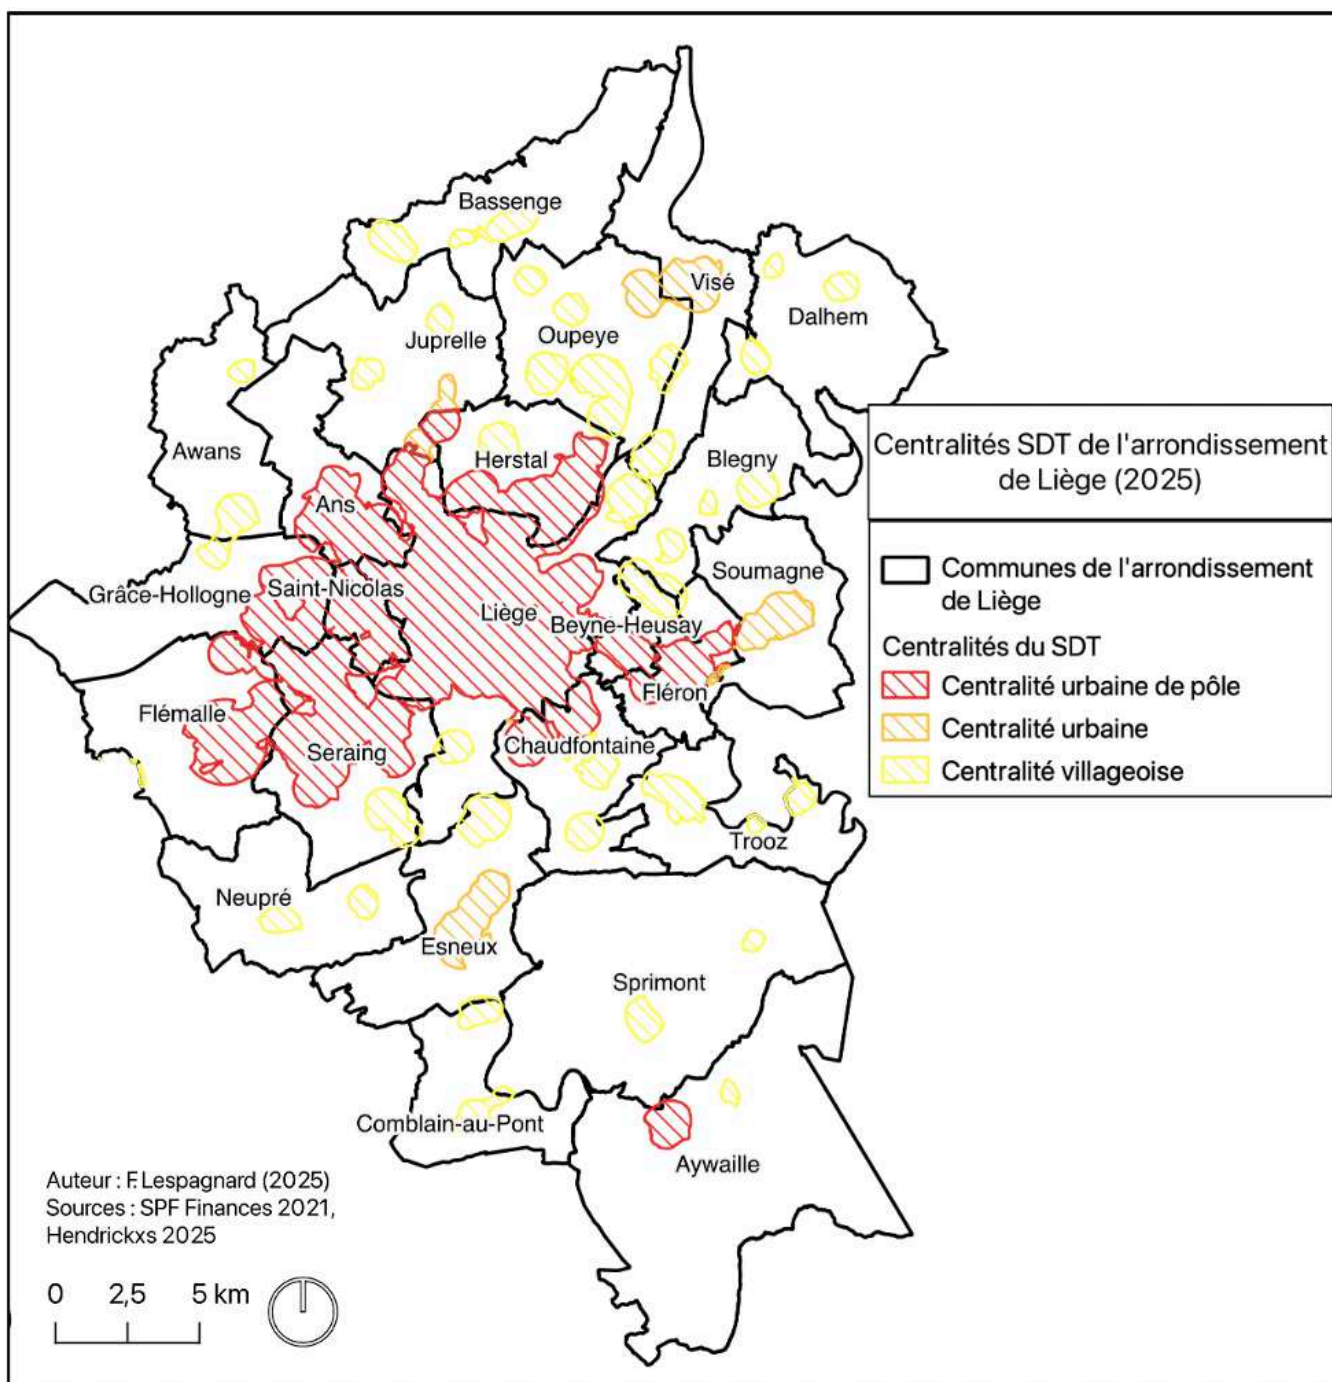 Bassenge
Visé
Dalhem
Juprelle
Oupeye
Awans
Herstal
Blegny
Centralités SDT de l'arrondissement
de Liège (2025)
Ans
Soumagne
Communes de l'arrondissement
de Liège
Grâce-Hollogne
Saint-Nicolas
Liège
Beyne-Heusay
Centralités du SDT
Centralité urbaine de pôle
Fléron
Flémalle
Centralité urbaine
Seraing
Chaudfontaine
Centralité villageoise
Trooz
Neupré
Esneux
Sprimont
Comblain-au-Pont
Aywaille
Auteur : F. Lespagnard (2025)
Sources : SPF Finances 2021,
Hendrickxs 2025
0 2,5 5 km